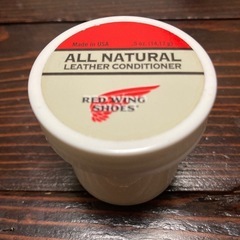 Made in USA
ALL NATURAL
LEATHER CONDITIONER
RED WING
SHOES